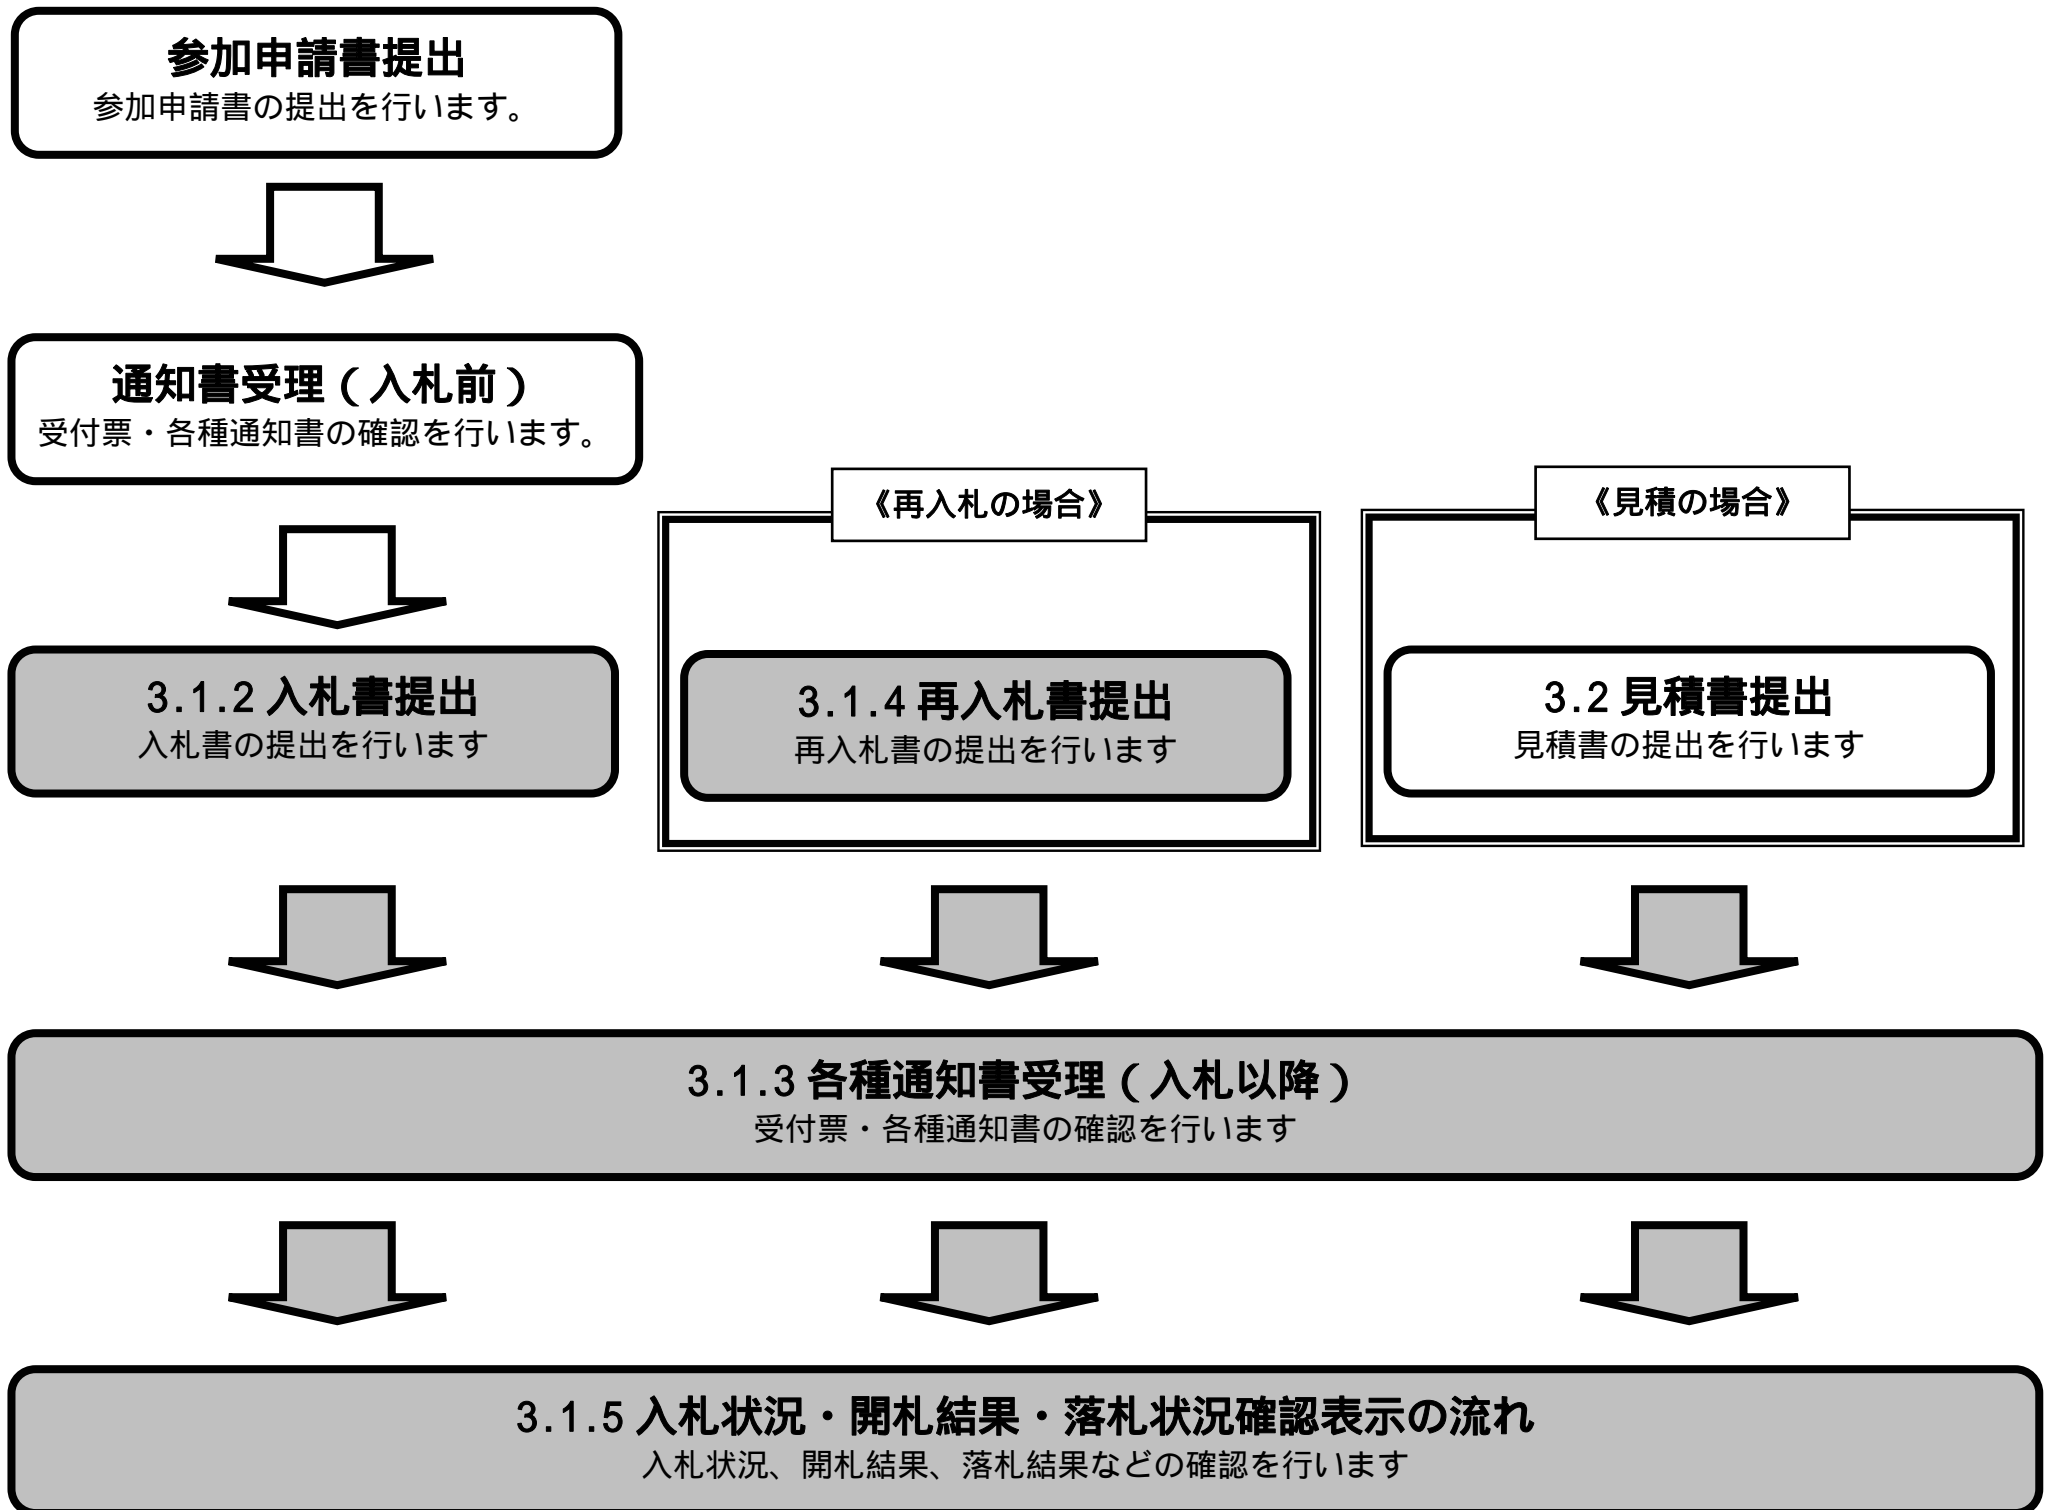 参加申請書提出
参加申請書の提出を行います。
通知書受理(入札前)
受付票・各種通知書の確認を行います。
《再入札の場合》
《見積の場合》
3.1.2 入札書提出
入札書の提出を行います
3.1.4 再入札書提出
再入札書の提出を行います
3.2 見積書提出
見積書の提出を行います
3.1.3 各種通知書受理(入札以降)
受付票・各種通知書の確認を行います
3.1.5 入札状況・開札結果・落札状況確認表示の流れ
入札状況、開札結果、落札結果などの確認を行います